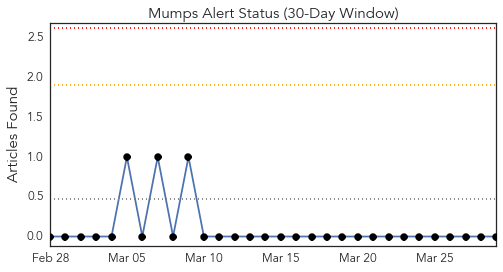 Mumps Alert Status (30-Day Window)
Articles Found
2.5
2.0
1.5
1.0
0.5
0.0
Feb 28 Mar 05 Mar 10 Mar 15 Mar 20 Mar 25